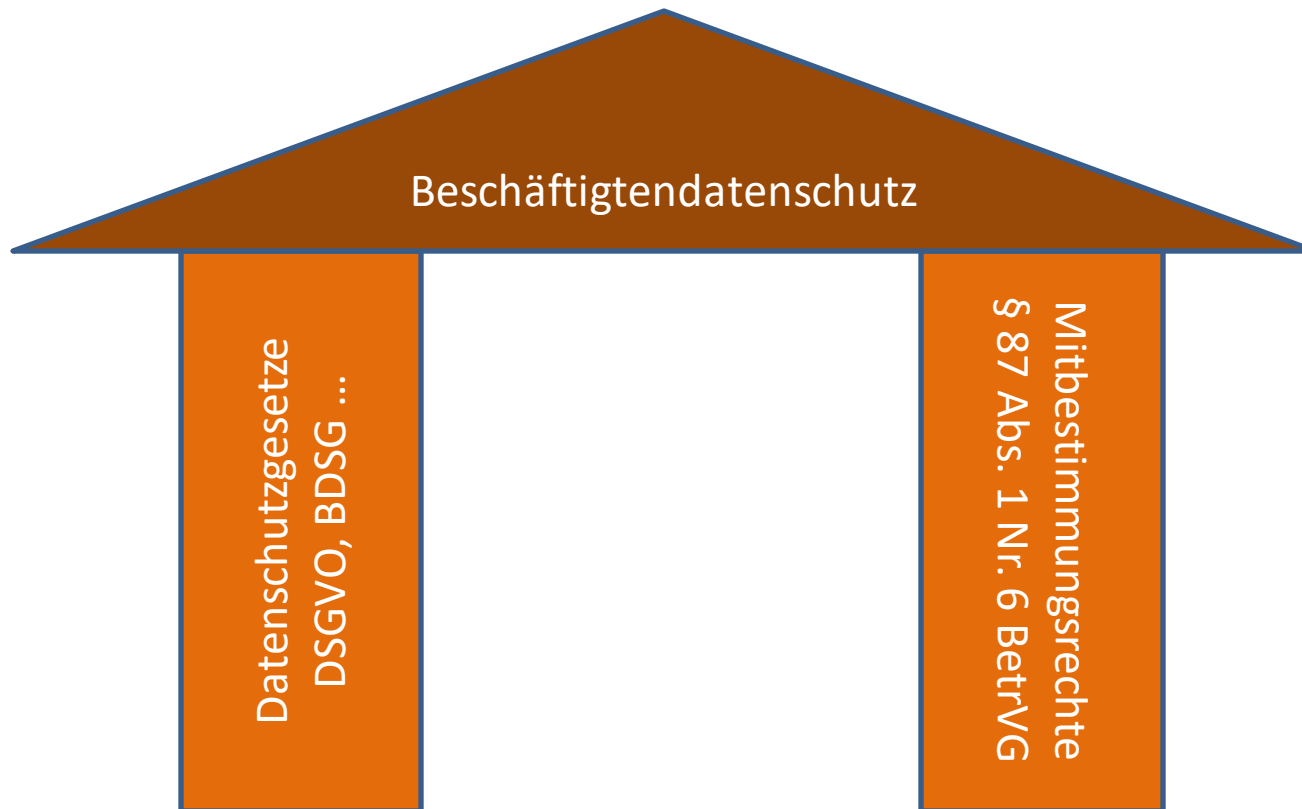 Beschäftigtendatenschutz
Datenschutzgesetze
DSGVO, BDSG ...
Mitbestimmungsrechte
§ 87 Abs. 1 Nr. 6 BetrVG